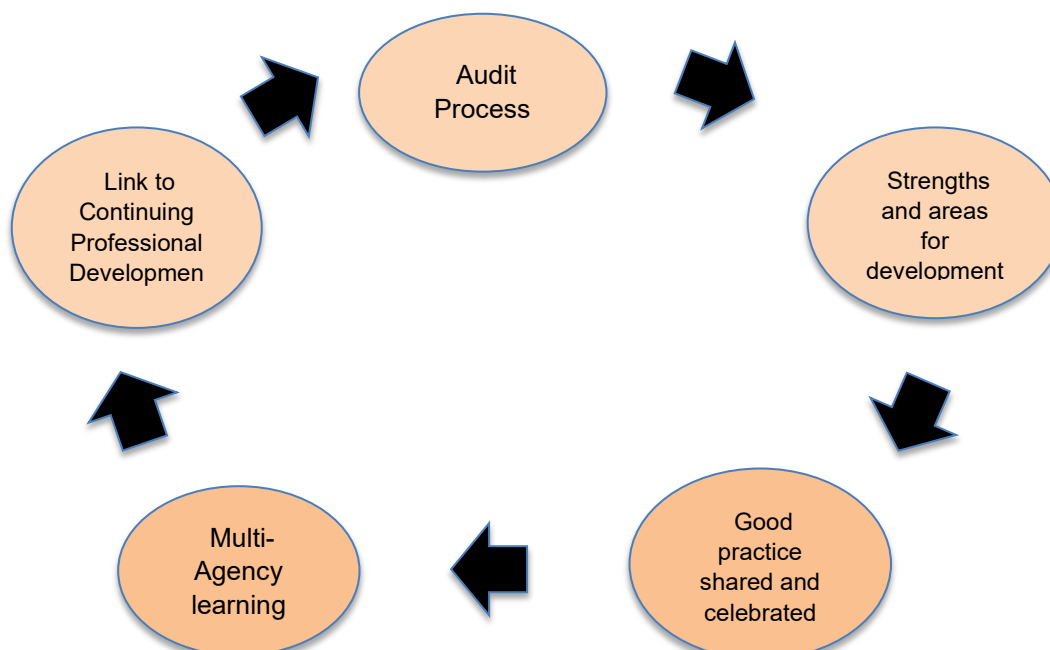 Audit
Process
Strengths
and areas
for
development
Good
practice
shared and
celebrated
Multi-
Agency
learning
Link to
Continuing
Professional
Developmen